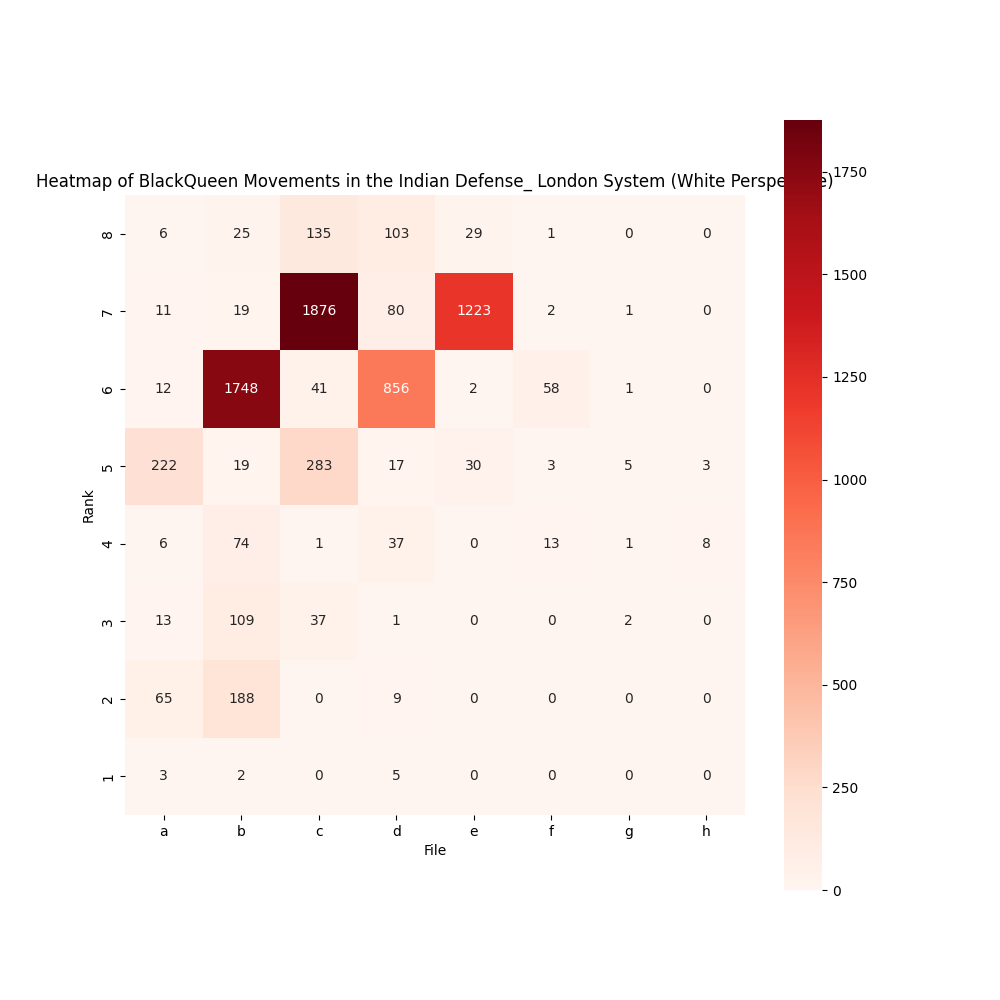 Heatmap of BlackQueen Movements in the Indian Defense_ London System (White Perspe e)
1750
8 6 25 135 103 29 1 0 0
1500
7 11 19 1876 80 1223 2 1 0
1250
6 12 1748 41 856 2 58 1 0
1000
5 222 19 283 17 30 3 5 3
Rank
4 6 74 1 37 0 13 1 8
750
3 13 109 37 1 0 0 2 0
500
2 65 188 0 9 0 0 0 0
250
1 3 2 0 5 0 0 0 0
a b c d e f g h
File
0